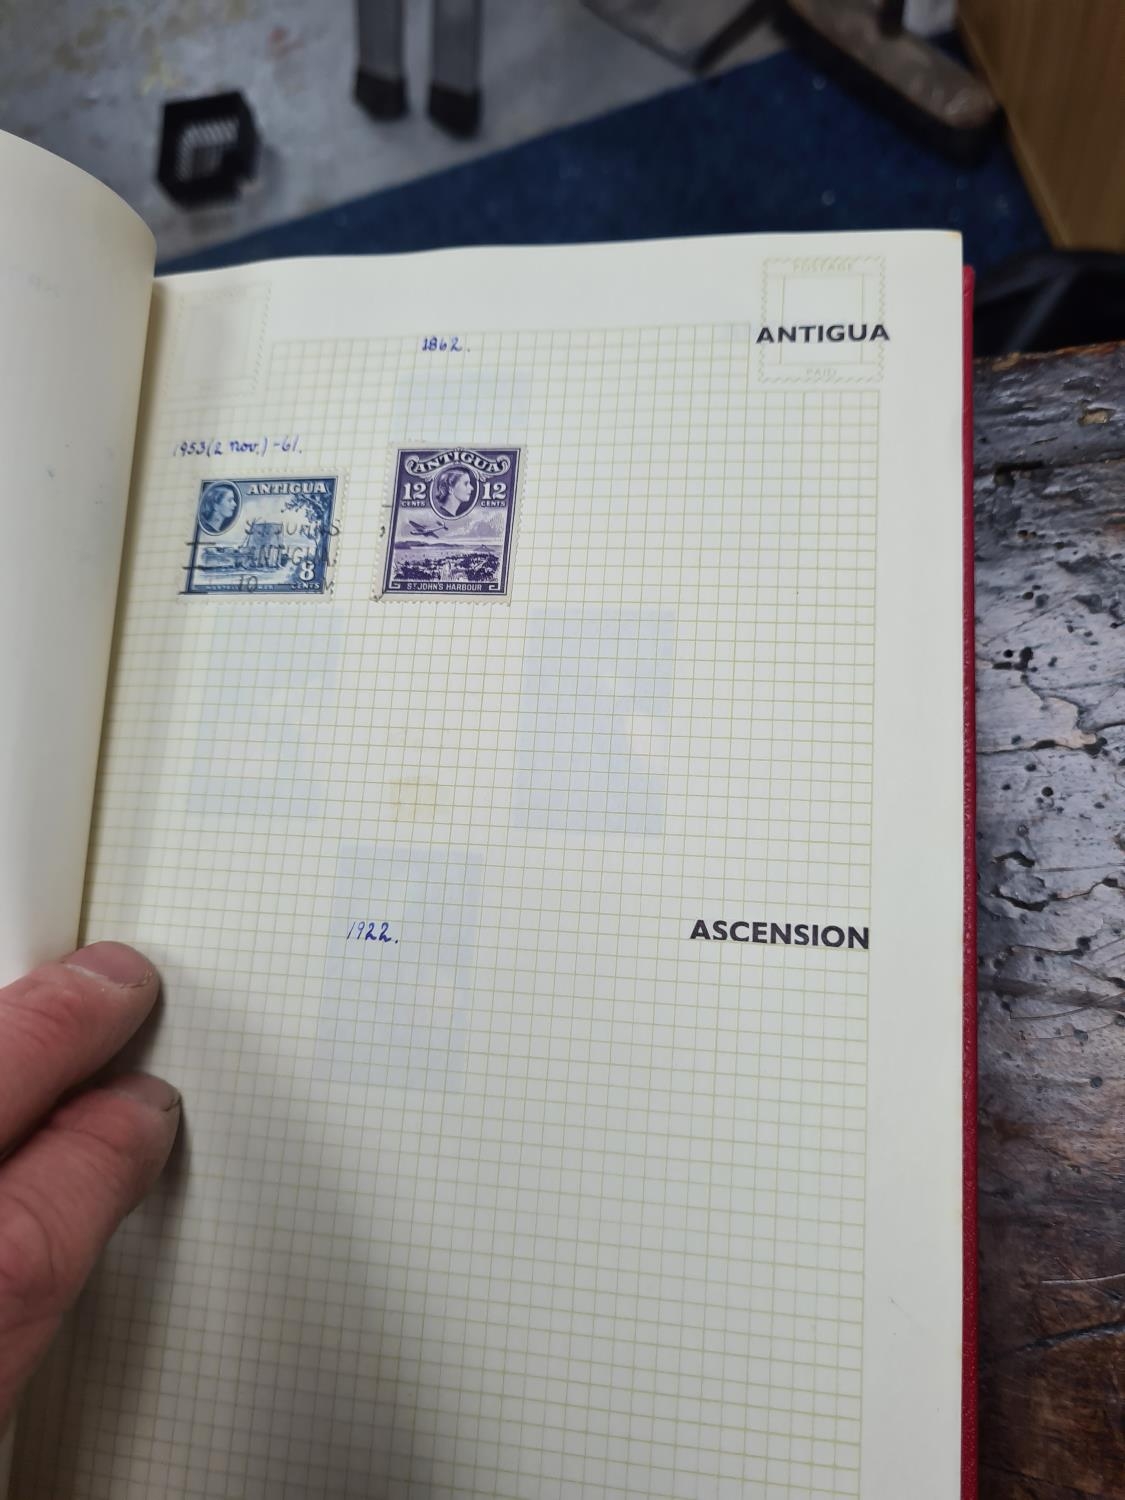 POSTAGE
ANTIGUA
PAID
1862.
1953 (2 nov.) -61.
ANTIGUA
8
CENTS
ANTIGUA
12 12
CENTS CENTS
ST JOHN'S HARBOUR
1922.
ASCENSION